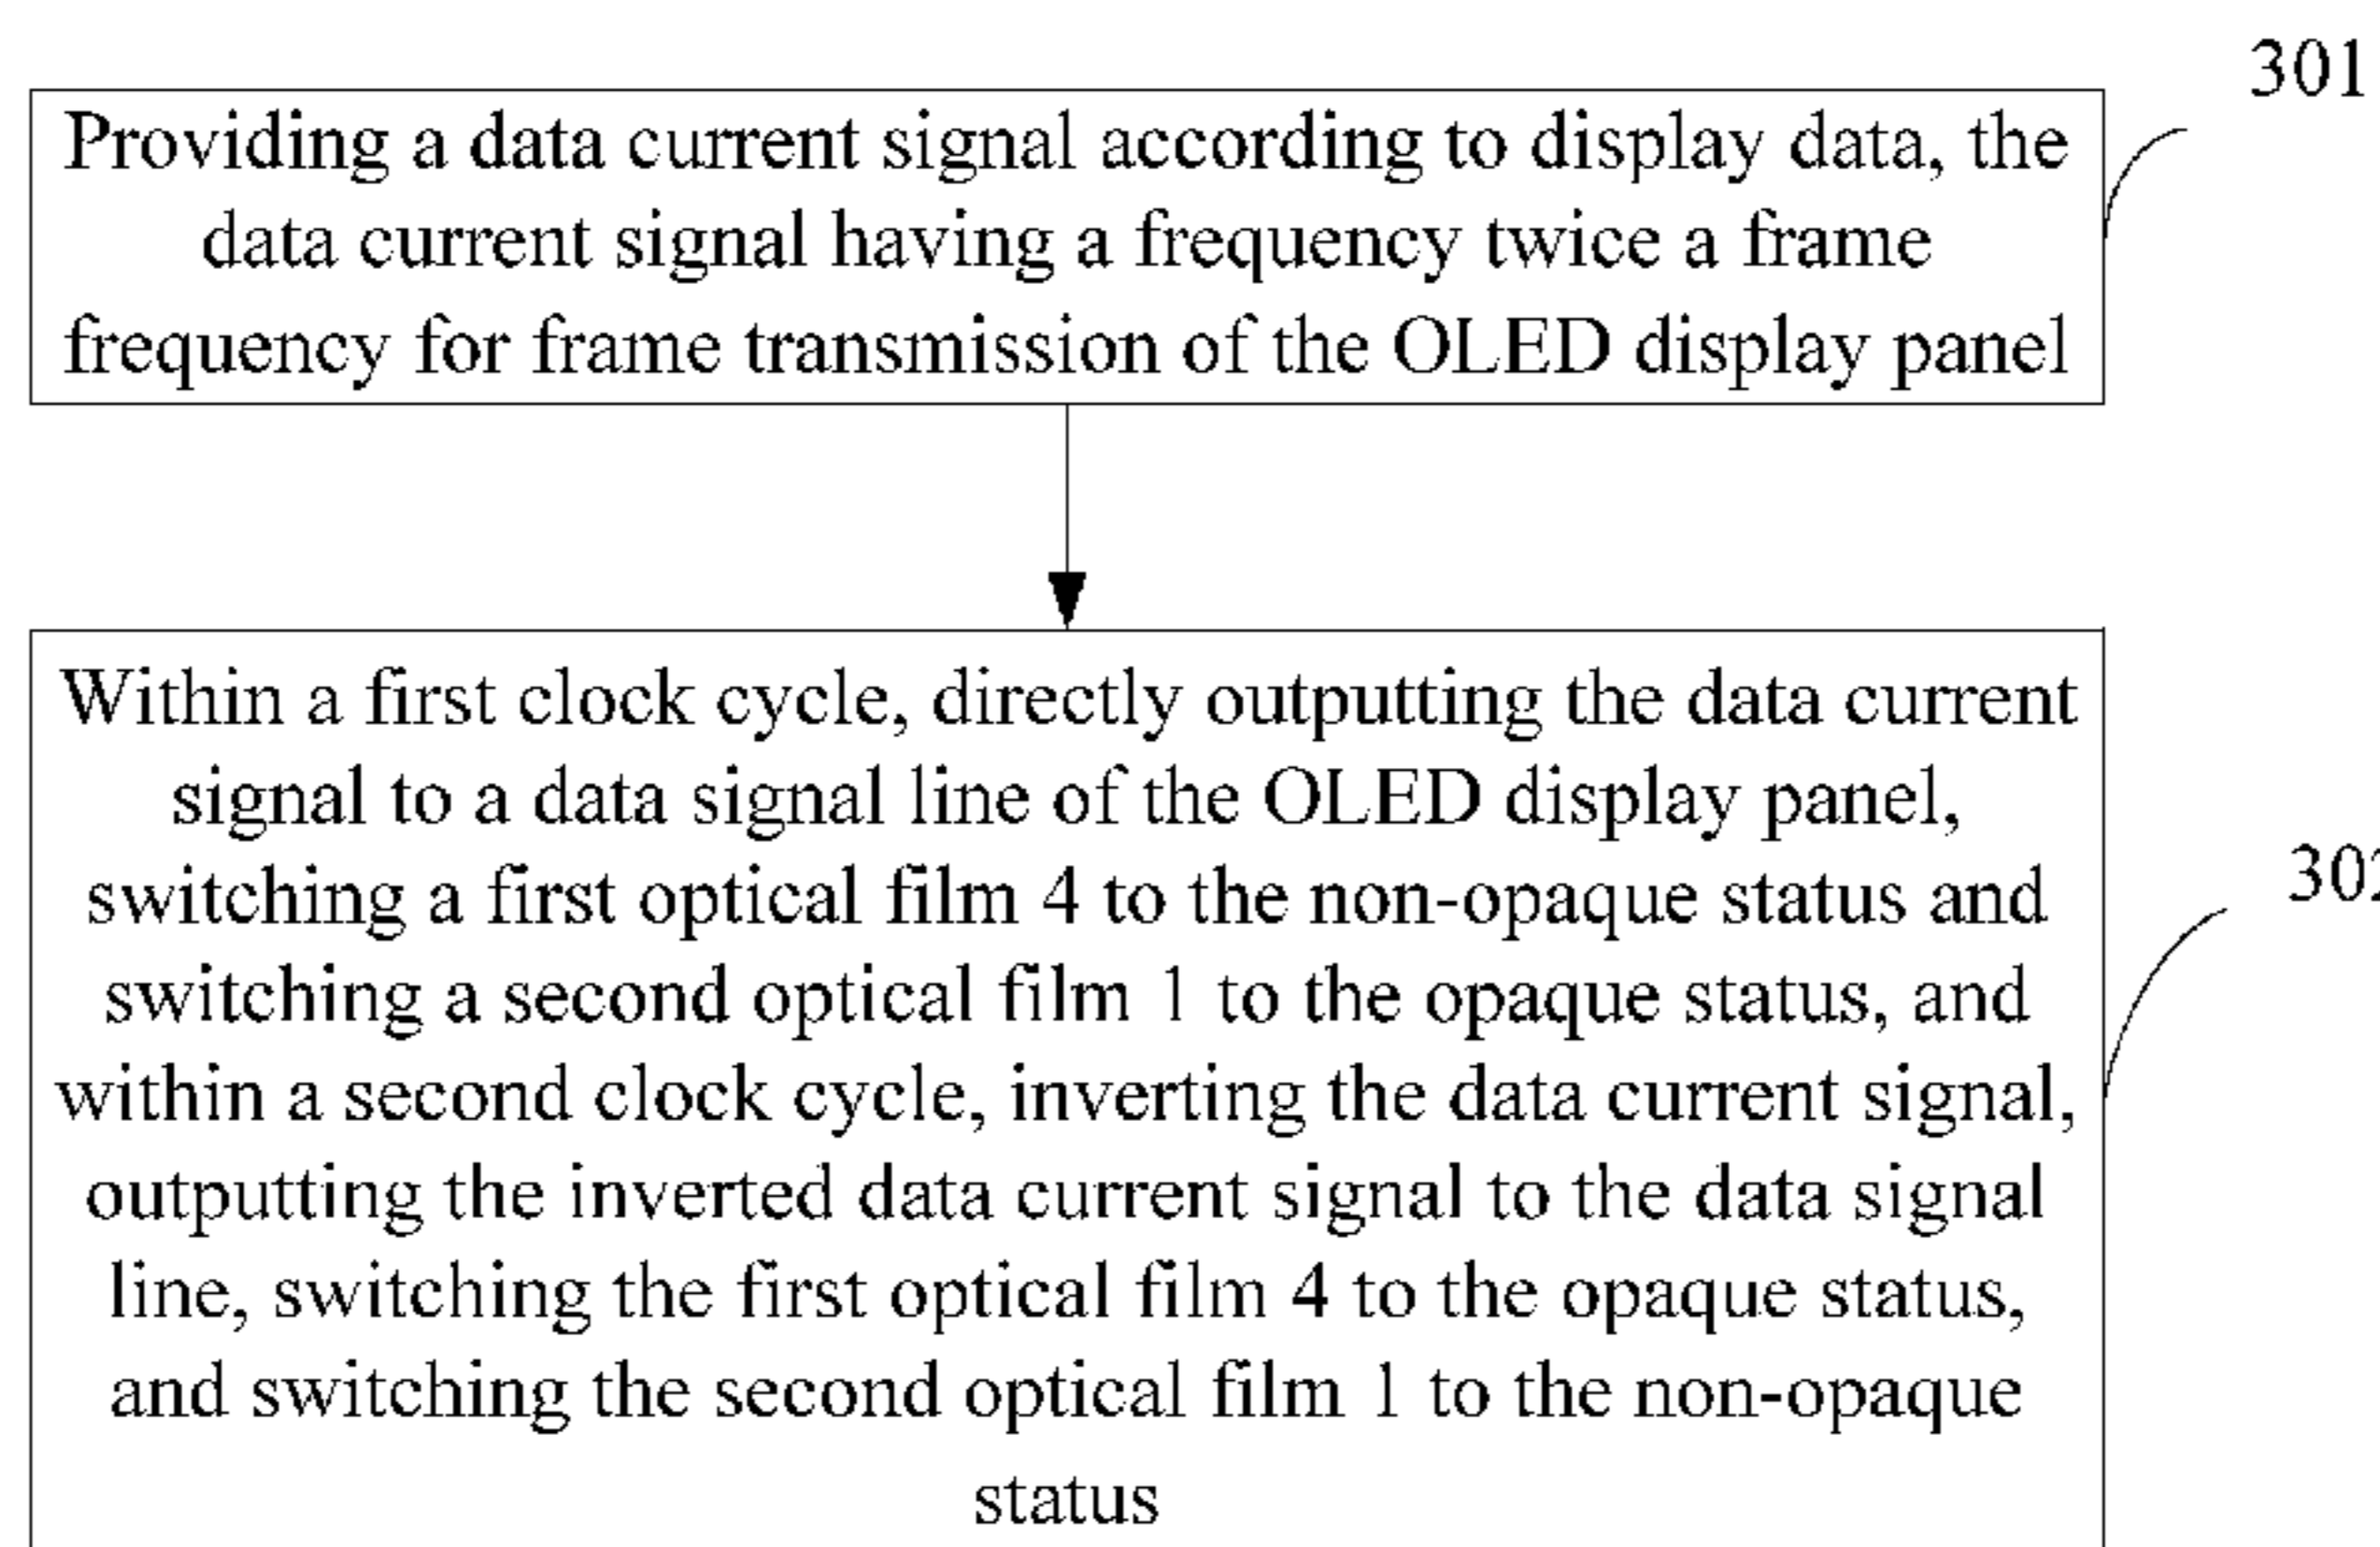 301
Providing a data current signal according to display data, the
data current signal having a frequency twice a frame
frequency for frame transmission of the OLED display panel
Within a first clock cycle, directly outputting the data current
signal to a data signal line of the OLED display panel,
switching a first optical film 4 to the non-opaque status and
switching a second optical film 1 to the opaque status, and
within a second clock cycle, inverting the data current signal,
outputting the inverted data current signal to the data signal
line, switching the first optical film 4 to the opaque status,
and switching the second optical film 1 to the non-opaque
status
302